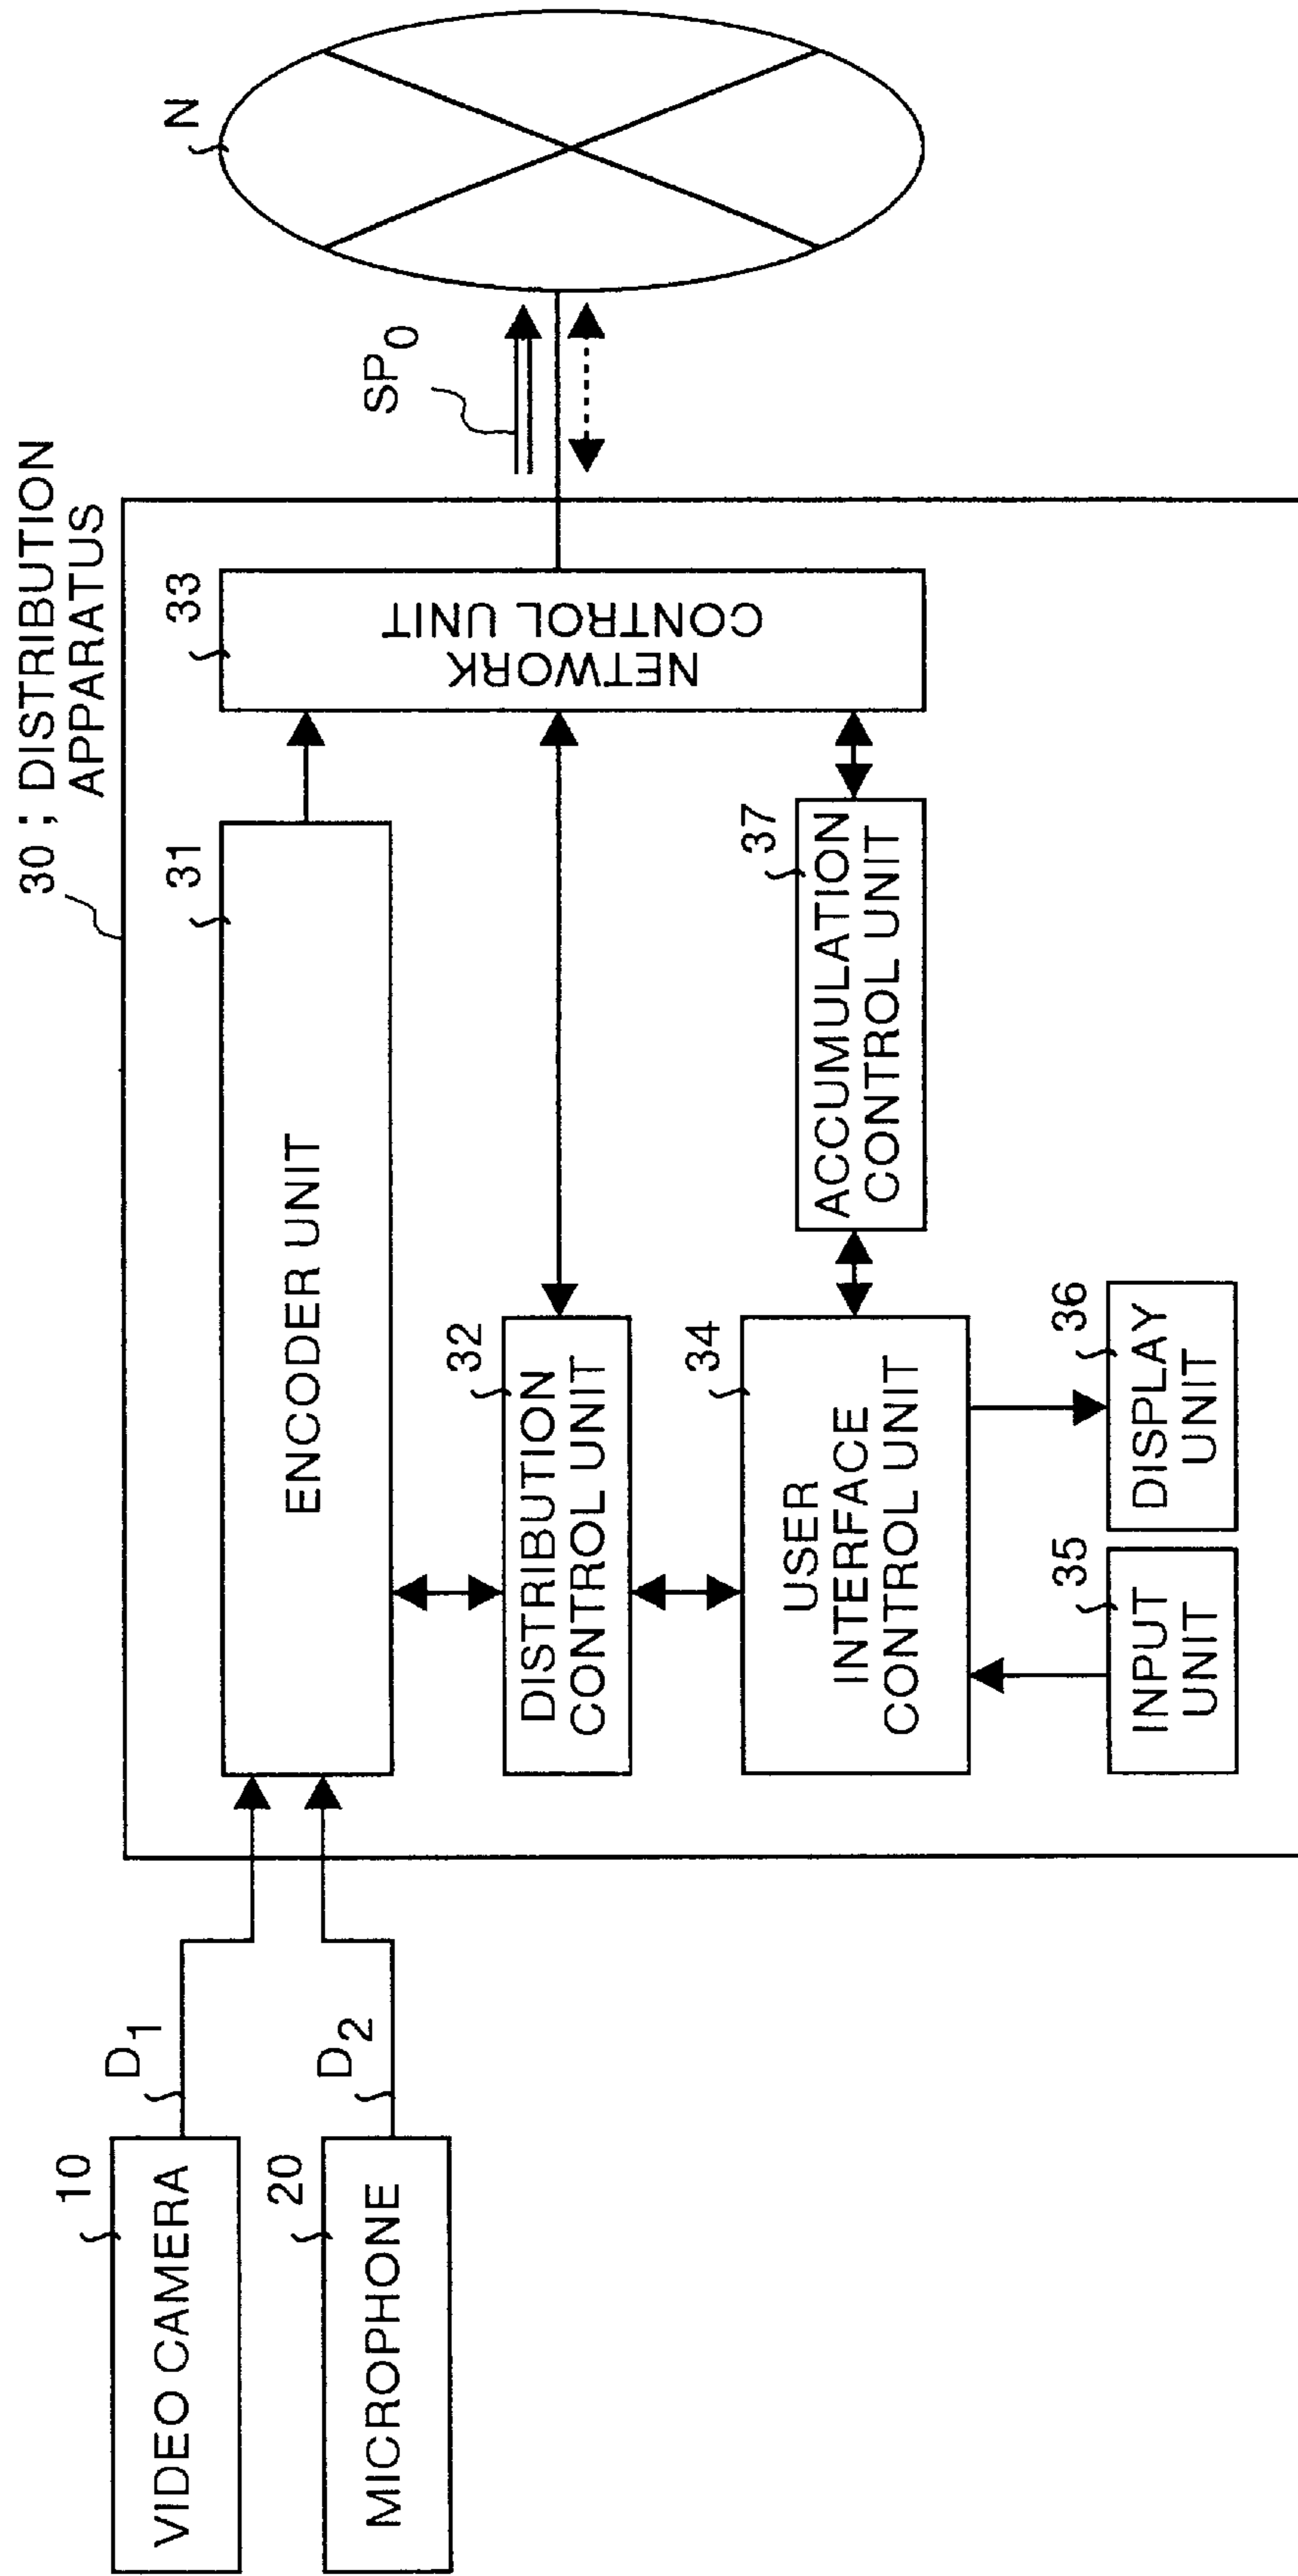 30 ; DISTRIBUTION
APPARATUS
10
VIDEO CAMERA
D1
20
MICROPHONE
D2
31
ENCODER UNIT
32
DISTRIBUTION
CONTROL UNIT
33
NETWORK
CONTROL UNIT
34
USER
INTERFACE
CONTROL UNIT
37
ACCUMULATION
CONTROL UNIT
35
INPUT
UNIT
36
DISPLAY
UNIT
SP0
N